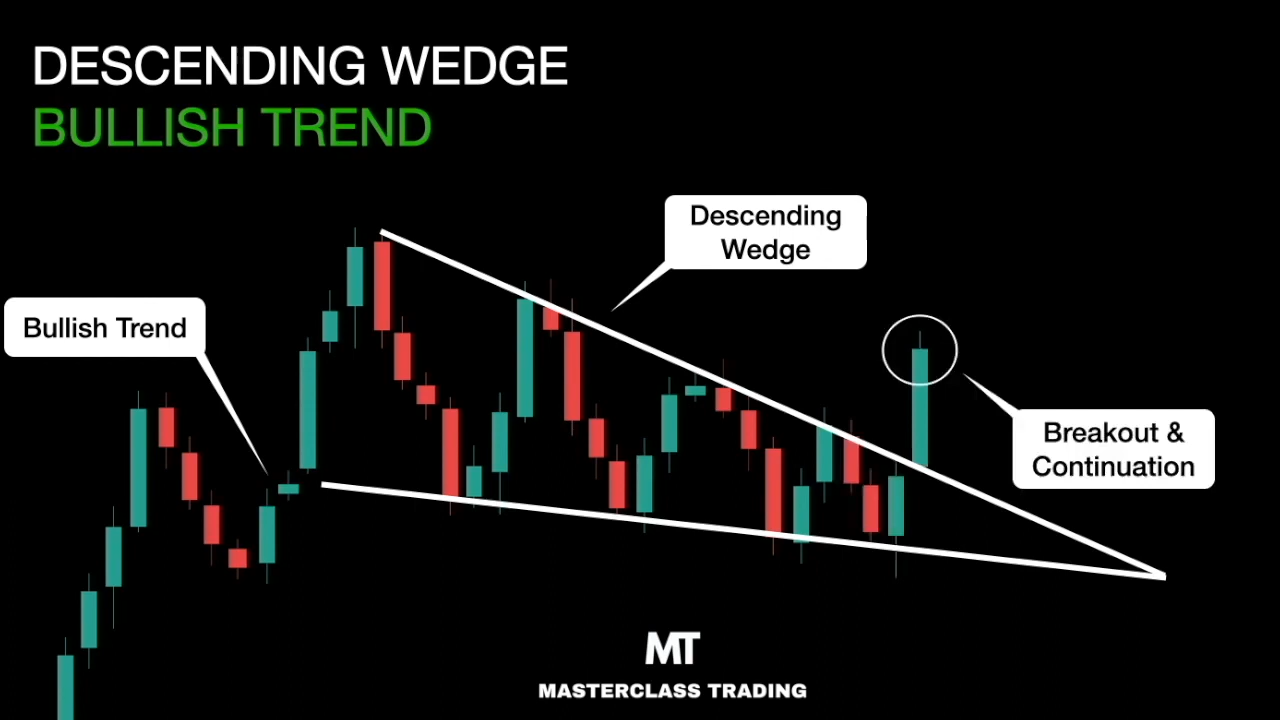 DESCENDING WEDGE
BULLISH TREND
Descending
Wedge
Bullish Trend
Breakout &
Continuation
MT
MASTERCLASS TRADING